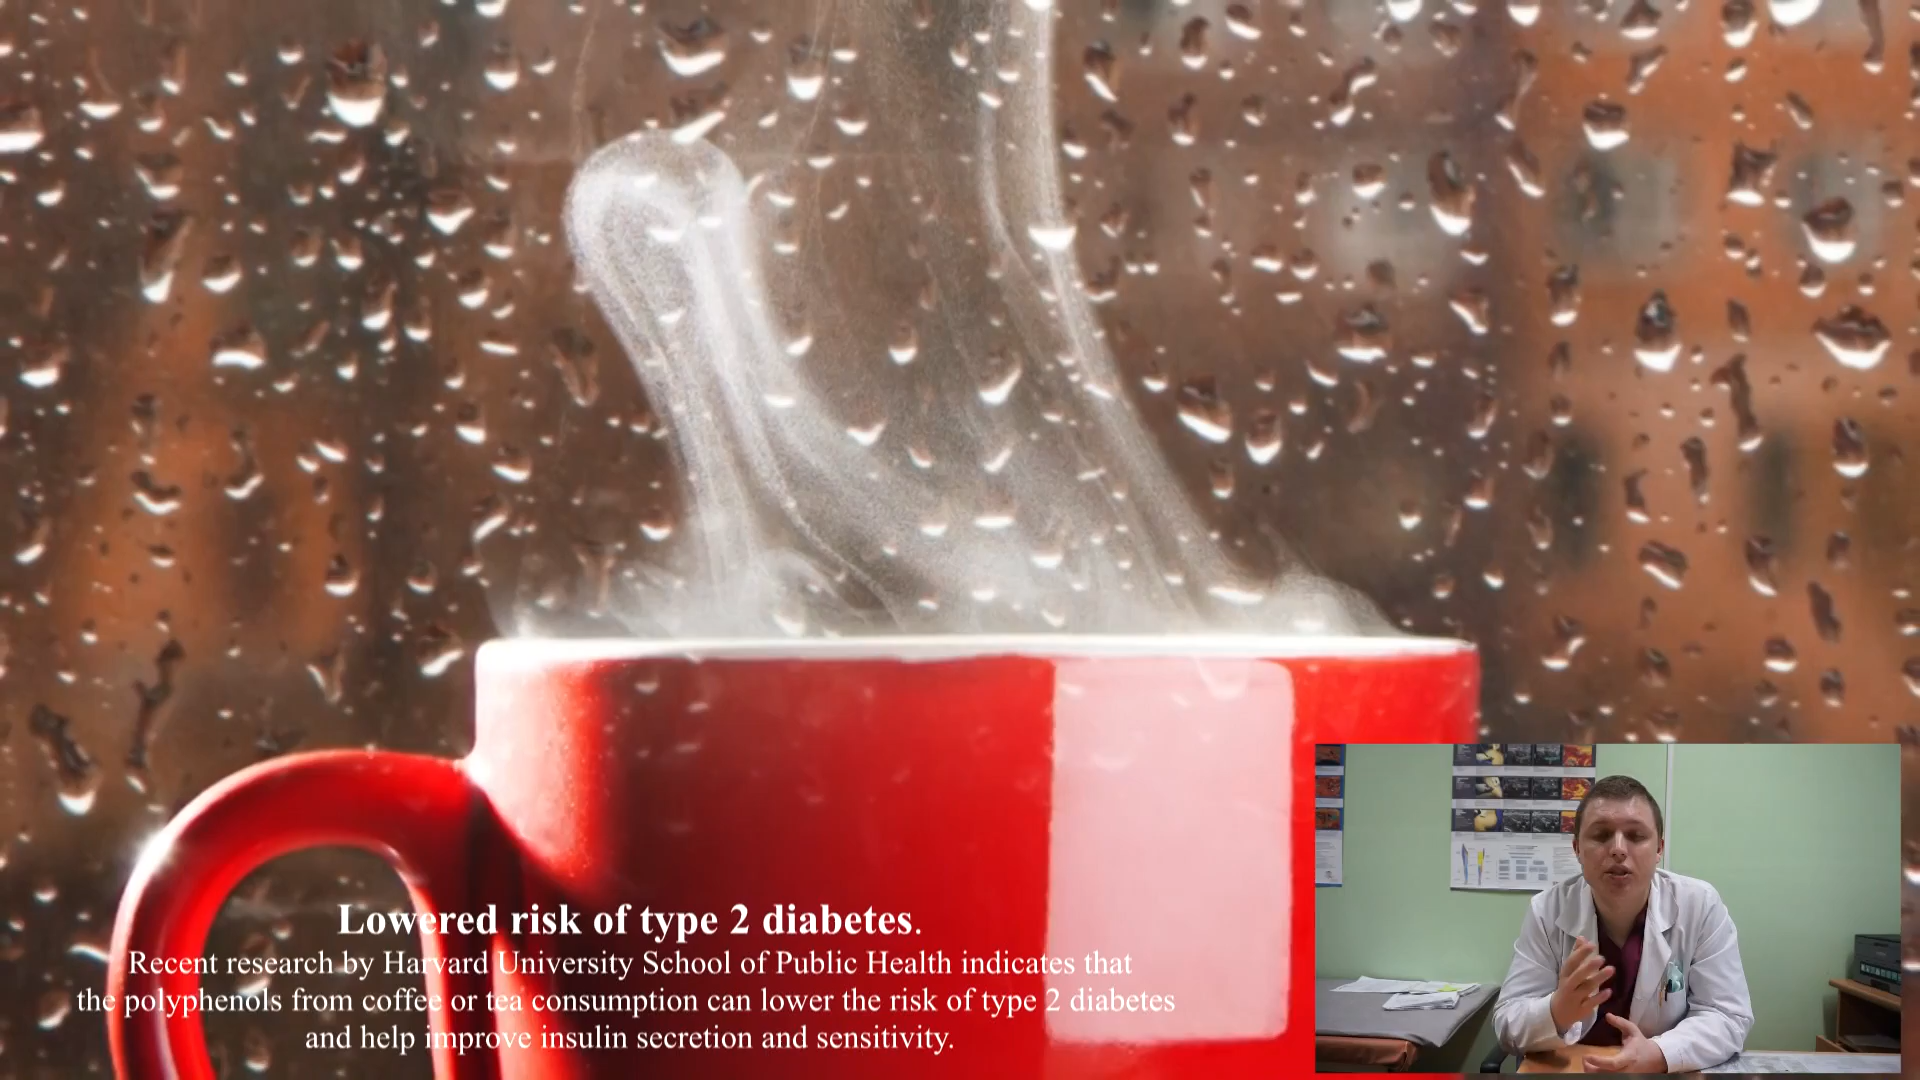 Lowered risk of type 2 diabetes.
Recent research by Harvard University School of Public Health indicates that
the polyphenols from coffee or tea consumption can lower the risk of type 2 diabetes
and help improve insulin secretion and sensitivity.